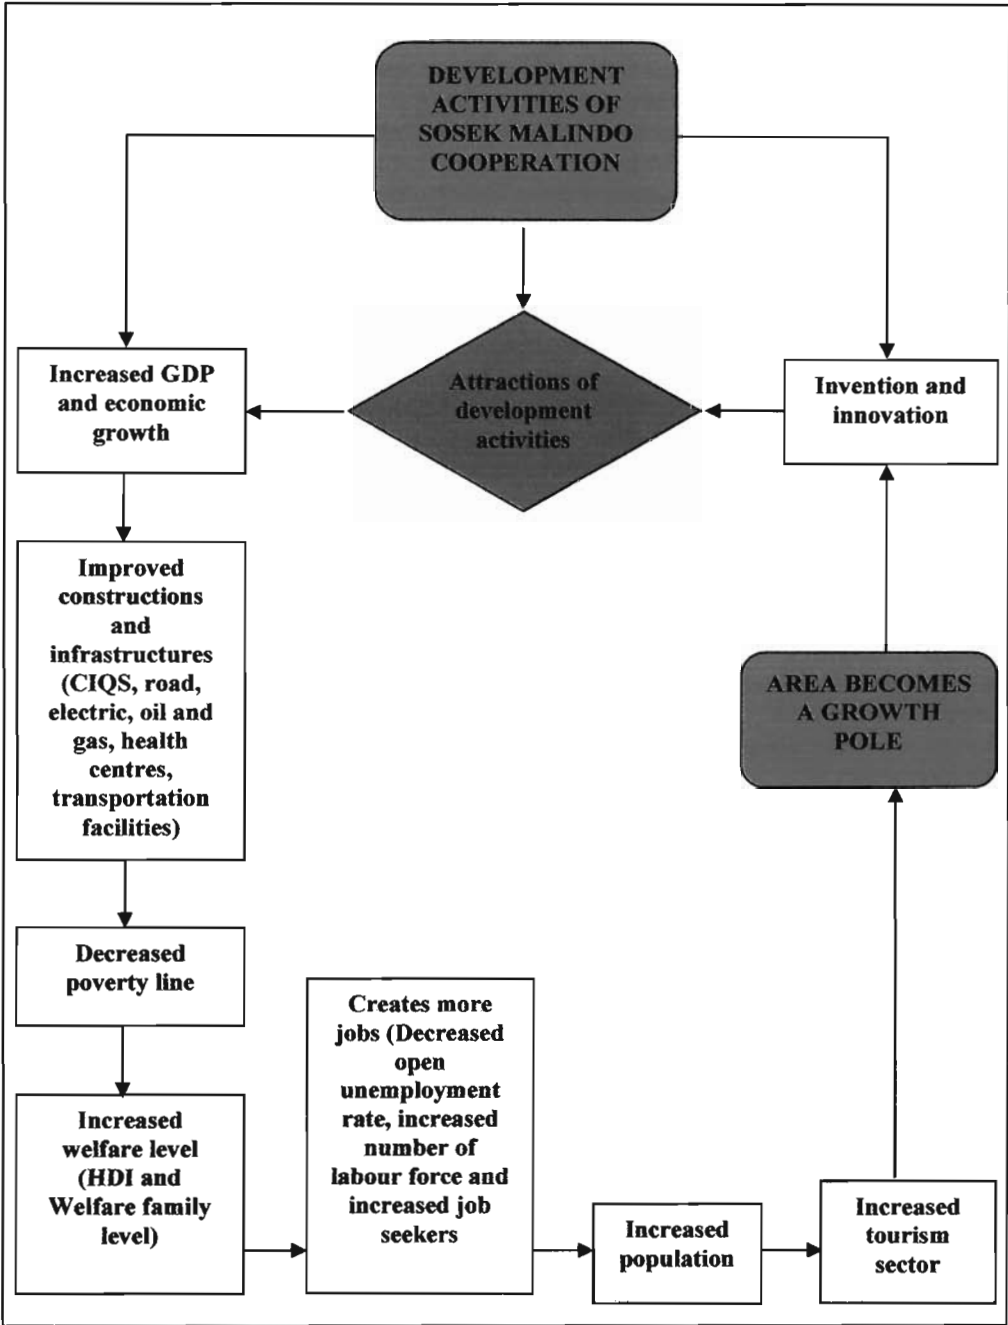 DEVELOPMENT
ACTIVITIES OF
SOSEK MALINDO
COOPERATION
Increased GDP
and economic
growth
Attractions of
development
activities
Invention and
innovation
Improved
constructions
and
infrastructures
(CIQS, road,
electric, oil and
gas, health
centres,
transportation
facilities)
AREA BECOMES
A GROWTH
POLE
Decreased
poverty line
Increased
welfare level
(HDI and
Welfare family
level)
Creates more
jobs (Decreased
open
unemployment
rate, increased
number of
labour force and
increased job
seekers
Increased
population
Increased
tourism
sector